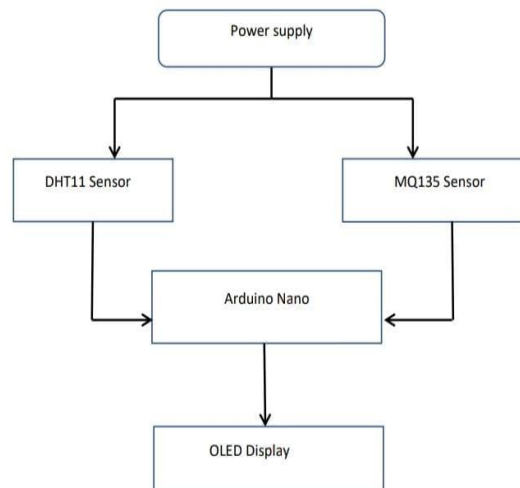 Power supply
DHT11 Sensor
MQ135 Sensor
Arduino Nano
OLED Display